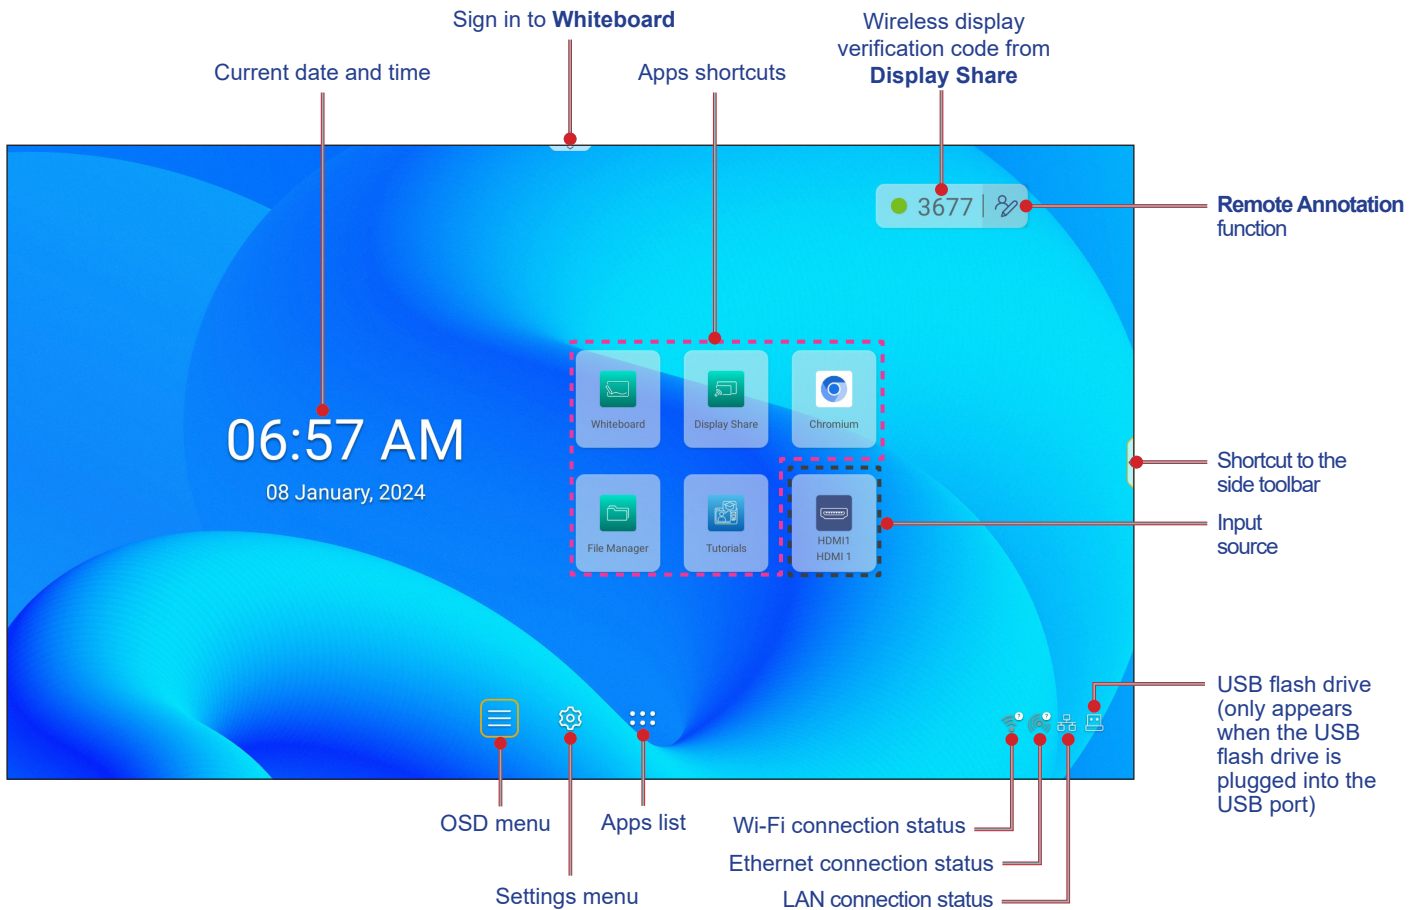 Sign in to Whiteboard
Wireless display
verification code from
Display Share
Current date and time
Apps shortcuts
3677
Remote Annotation
function
Whiteboard
Display Share
Chromium
06:57 AM
08 January, 2024
Shortcut to the
side toolbar
File Manager
Tutorials
HDMI1
HDMI 1
Input
source
USB flash drive
(only appears
when the USB
flash drive is
plugged into the
USB port)
OSD menu
Apps list
Wi-Fi connection status
Ethernet connection status
Settings menu
LAN connection status